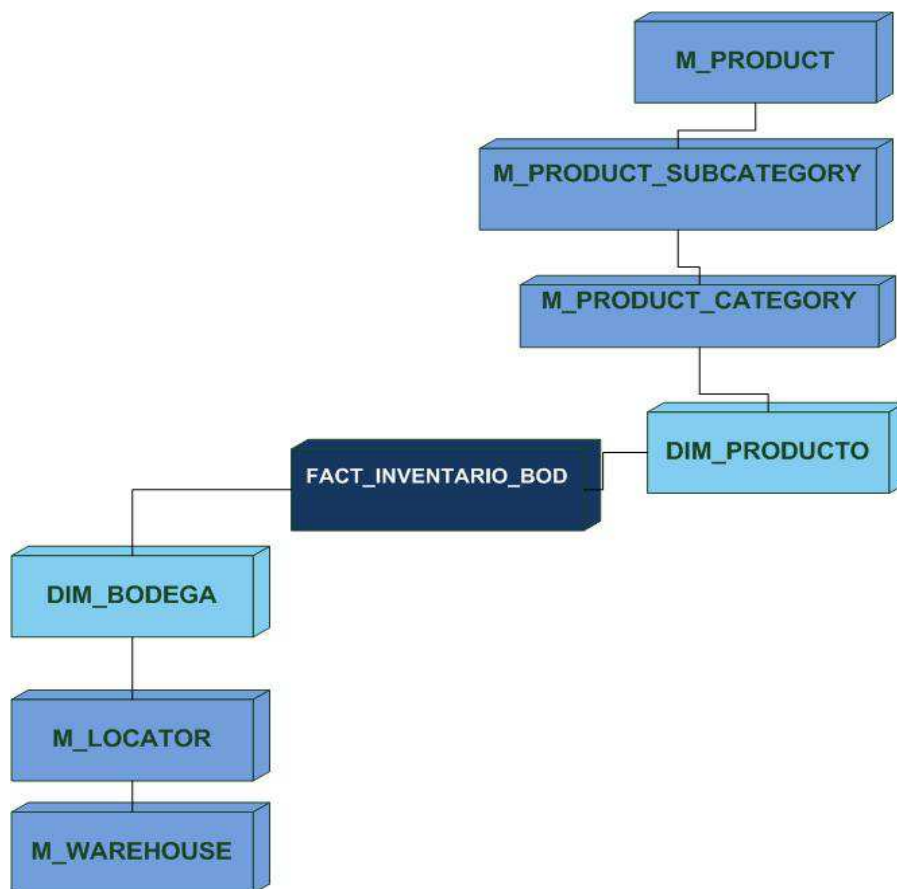 M_PRODUCT
M_PRODUCT_SUBCATEGORY
M_PRODUCT_CATEGORY
DIM_PRODUCTO
FACT_INVENTARIO_BOD
DIM_BODEGA
M_LOCATOR
M_WAREHOUSE